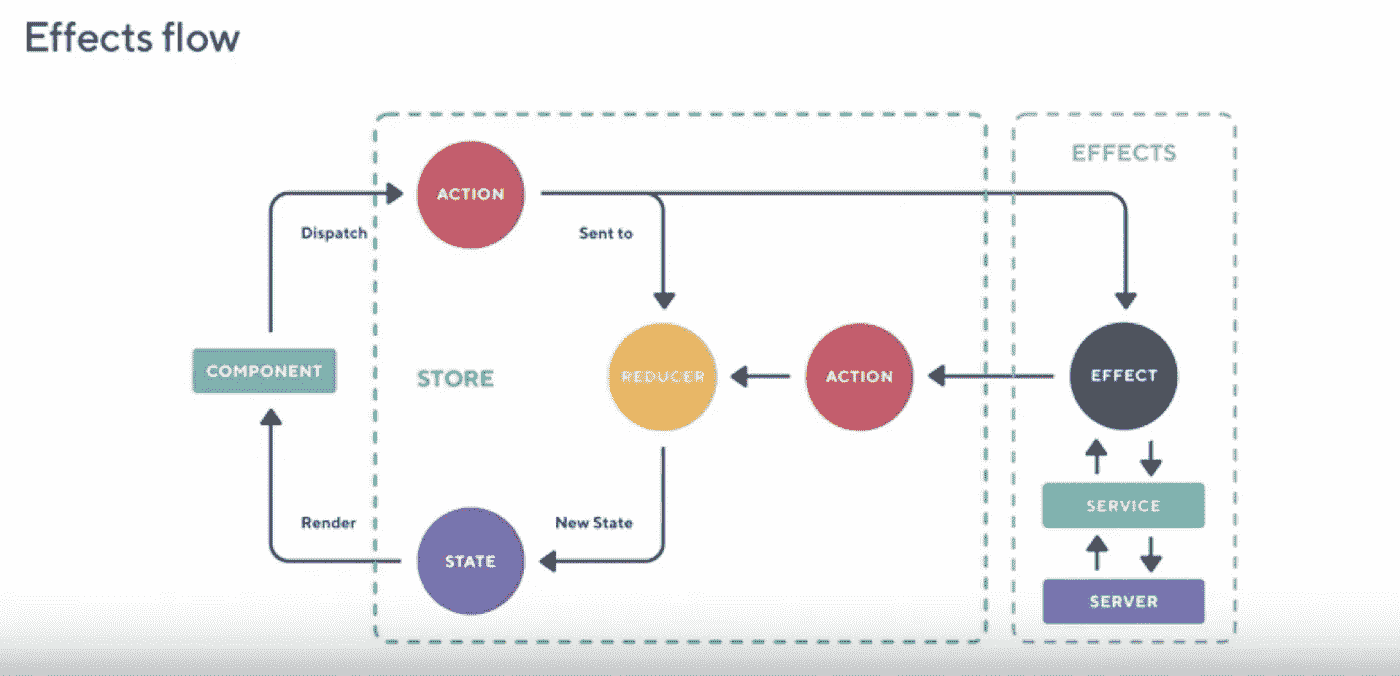 Effects flow
EFFECTS
ACTION
Dispatch
Sent to
COMPONENT
STORE
REDUCER
ACTION
EFFECT
SERVICE
Render
New State
STATE
SERVER